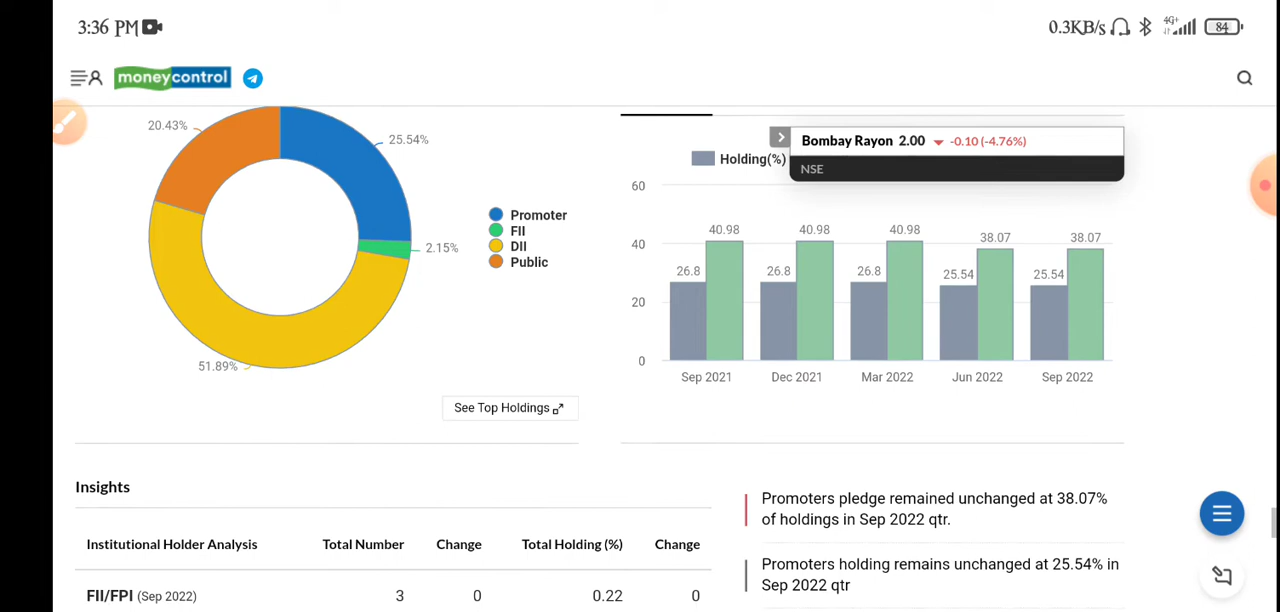 3:36 PM
0.3KB/s 4G+ 84
moneycontrol
20.43%
25.54%
2.15%
51.89%
Promoter
FII
DII
Public
See Top Holdings
Holding(%)
Bombay Rayon 2.00 -0.10 (-4.76%)
NSE
60
40
20
0
26.8 40.98 26.8 40.98 26.8 40.98 25.54 38.07 25.54 38.07
Sep 2021 Dec 2021 Mar 2022 Jun 2022 Sep 2022
Insights
Institutional Holder Analysis Total Number Change Total Holding (%) Change
FII/FPI (Sep 2022) 3 0 0.22 0
Promoters pledge remained unchanged at 38.07%
of holdings in Sep 2022 qtr.
Promoters holding remains unchanged at 25.54% in
Sep 2022 qtr